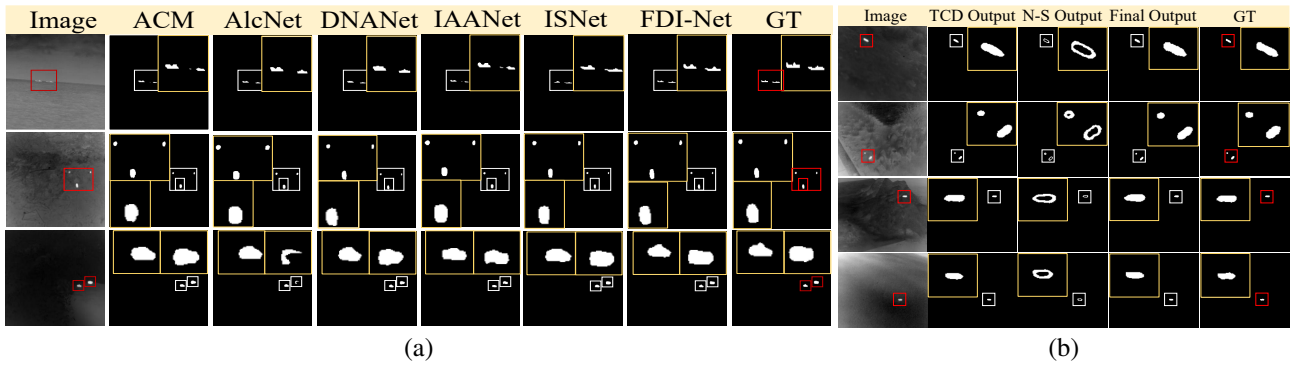 Image ACM AlcNet DNANet IAANet ISNet FDI-Net GT
Image TCD Output N-S Output Final Output GT
(a)
(b)